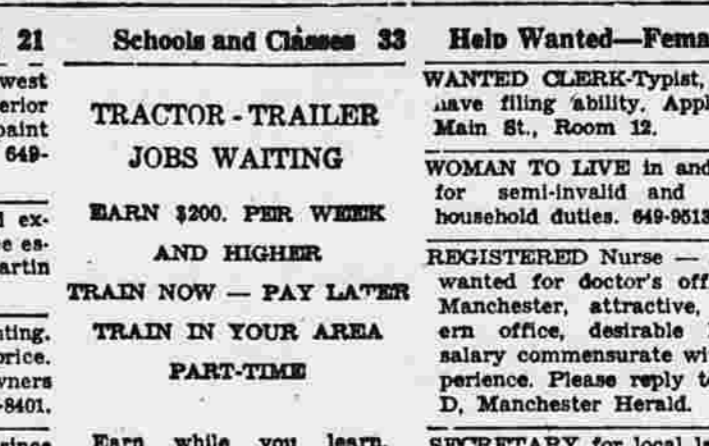 21
west
erior
paint
649-
ex-
e es-
artin
ting.
price.
wners
-8401.
Schools and Classes 33
TRACTOR - TRAILER
JOBS WAITING
EARN $200. PER WEEK
AND HIGHER
TRAIN NOW — PAY LATER
TRAIN IN YOUR AREA
PART-TIME
Earn while you learn.
Help Wanted—Fema
WANTED CLERK-Typist,
have filing ability. Appl
Main St., Room 12.
WOMAN TO LIVE in and
for semi-invalid and
household duties. 649-9513
REGISTERED Nurse —
wanted for doctor's off
Manchester, attractive,
ern office, desirable
salary commensurate wi
perience. Please reply t
D, Manchester Herald.
SECRETARY for local l